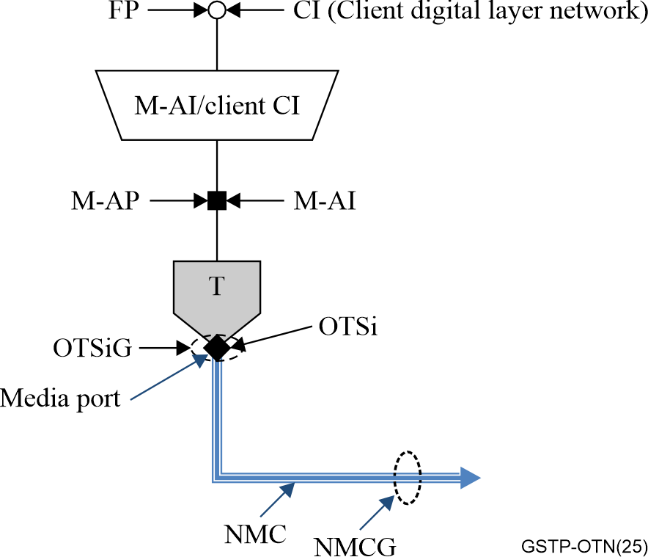 FP
CI (Client digital layer network)
M-AI/client CI
M-AP
M-AI
T
OTSi
OTSiG
Media port
NMC
NMCG
GSTP-OTN(25)